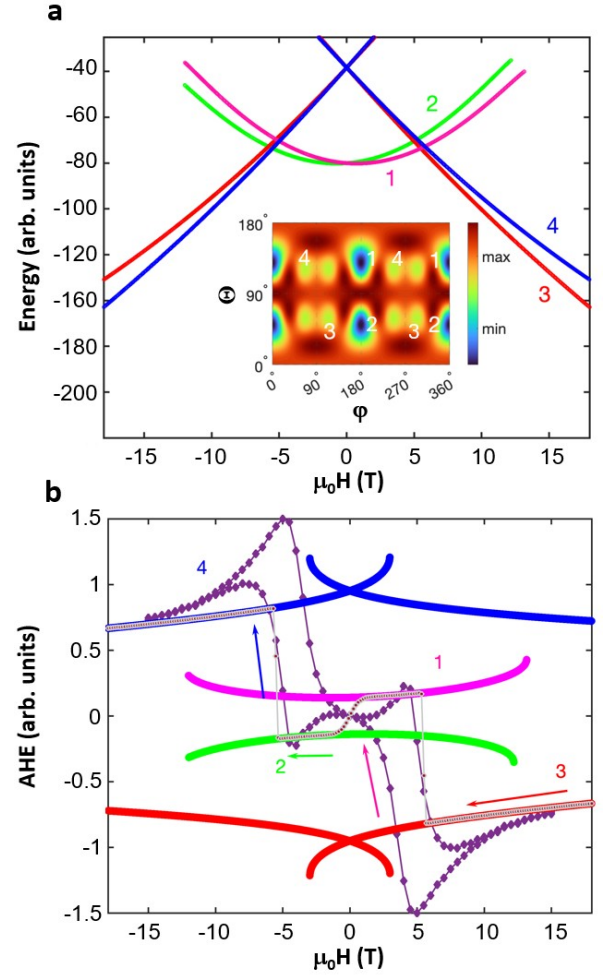 a
-40
-60
-80
-100
-120
-140
-160
-180
-200
Energy (arb. units)
2
1
4
3
180°
90°
0°
Θ
4 1 4 1
3 2 3 2
0° 90° 180° 270° 360°
φ
max
min
-15 -10 -5 0 5 10 15
μ₀H (T)
b
1.5
1
0.5
0
-0.5
-1
-1.5
AHE (arb. units)
4
1
2
3
-15 -10 -5 0 5 10 15
μ₀H (T)